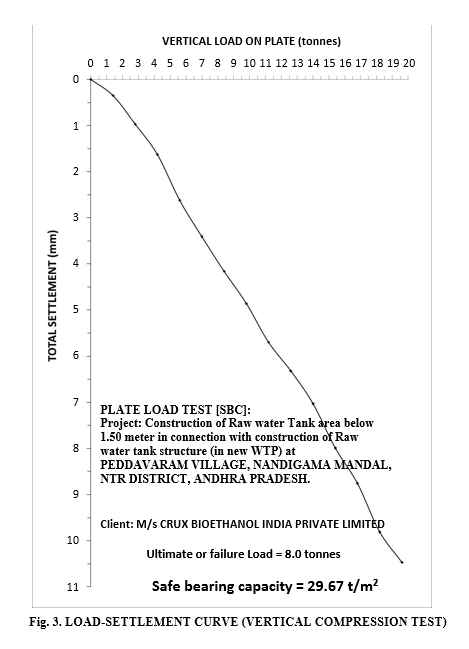 VERTICAL LOAD ON PLATE (tonnes)
0 1 2 3 4 5 6 7 8 9 10 11 12 13 14 15 16 17 18 19 20
0
1
2
3
4
5
6
7
8
9
10
11
TOTAL SETTLEMENT (mm)
PLATE LOAD TEST [SBC]:
Project: Construction of Raw water Tank area below
1.50 meter in connection with construction of Raw
water tank structure (in new WTP) at
PEDDAVARAM VILLAGE, NANDIGAMA MANDAL,
NTR DISTRICT, ANDHRA PRADESH.
Client: M/s CRUX BIOETHANOL INDIA PRIVATE LIMITED
Ultimate or failure Load = 8.0 tonnes
Safe bearing capacity = 29.67 t/m²
Fig. 3. LOAD-SETTLEMENT CURVE (VERTICAL COMPRESSION TEST)